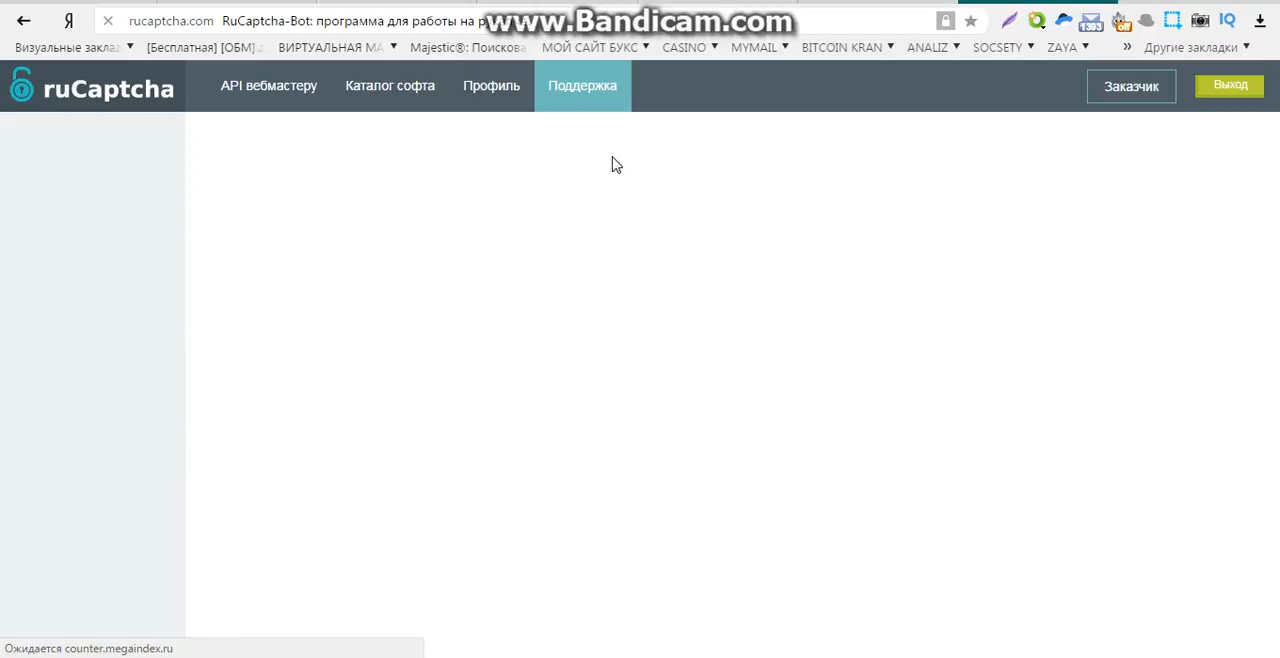 Я rucaptcha.com RuCaptcha-Bot: программа для работы на р
www.Bandicam.com
Визуальные заклад [Бесплатная] [ОБМ] ВИРТУАЛЬНАЯ МА Majestic®: Поискова МОЙ САЙТ БУКС CASINO MYMAIL BITCOIN KRAN ANALIZ SOCSETY ZAYA » Другие закладки
ruCaptcha API вебмастеру Каталог софта Профиль Поддержка Заказчик Выход
Ожидается counter.megaindex.ru